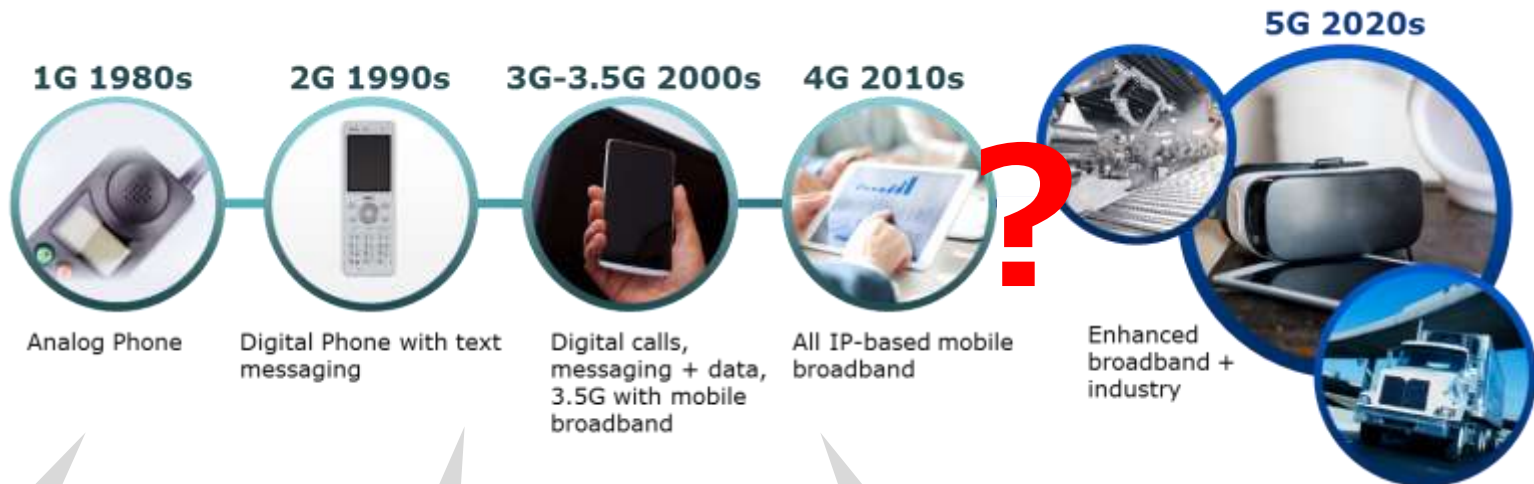 5G 2020s
1G 1980s
2G 1990s
3G-3.5G 2000s
4G 2010s
?
Analog Phone
Digital Phone with text
messaging
Digital calls,
messaging + data,
3.5G with mobile
broadband
All IP-based mobile
broadband
Enhanced
broadband +
industry